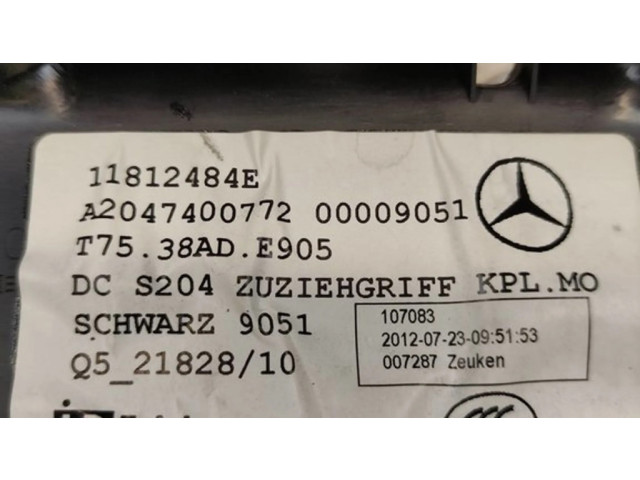 11812484E
A2047400772 00009051
T75.38AD.E905
DC S204 ZUZIEHGRIFF KPL.MO
SCHWARZ 9051
Q5_21828/10
107083
2012-07-23-09:51:53
007287 Zeuken